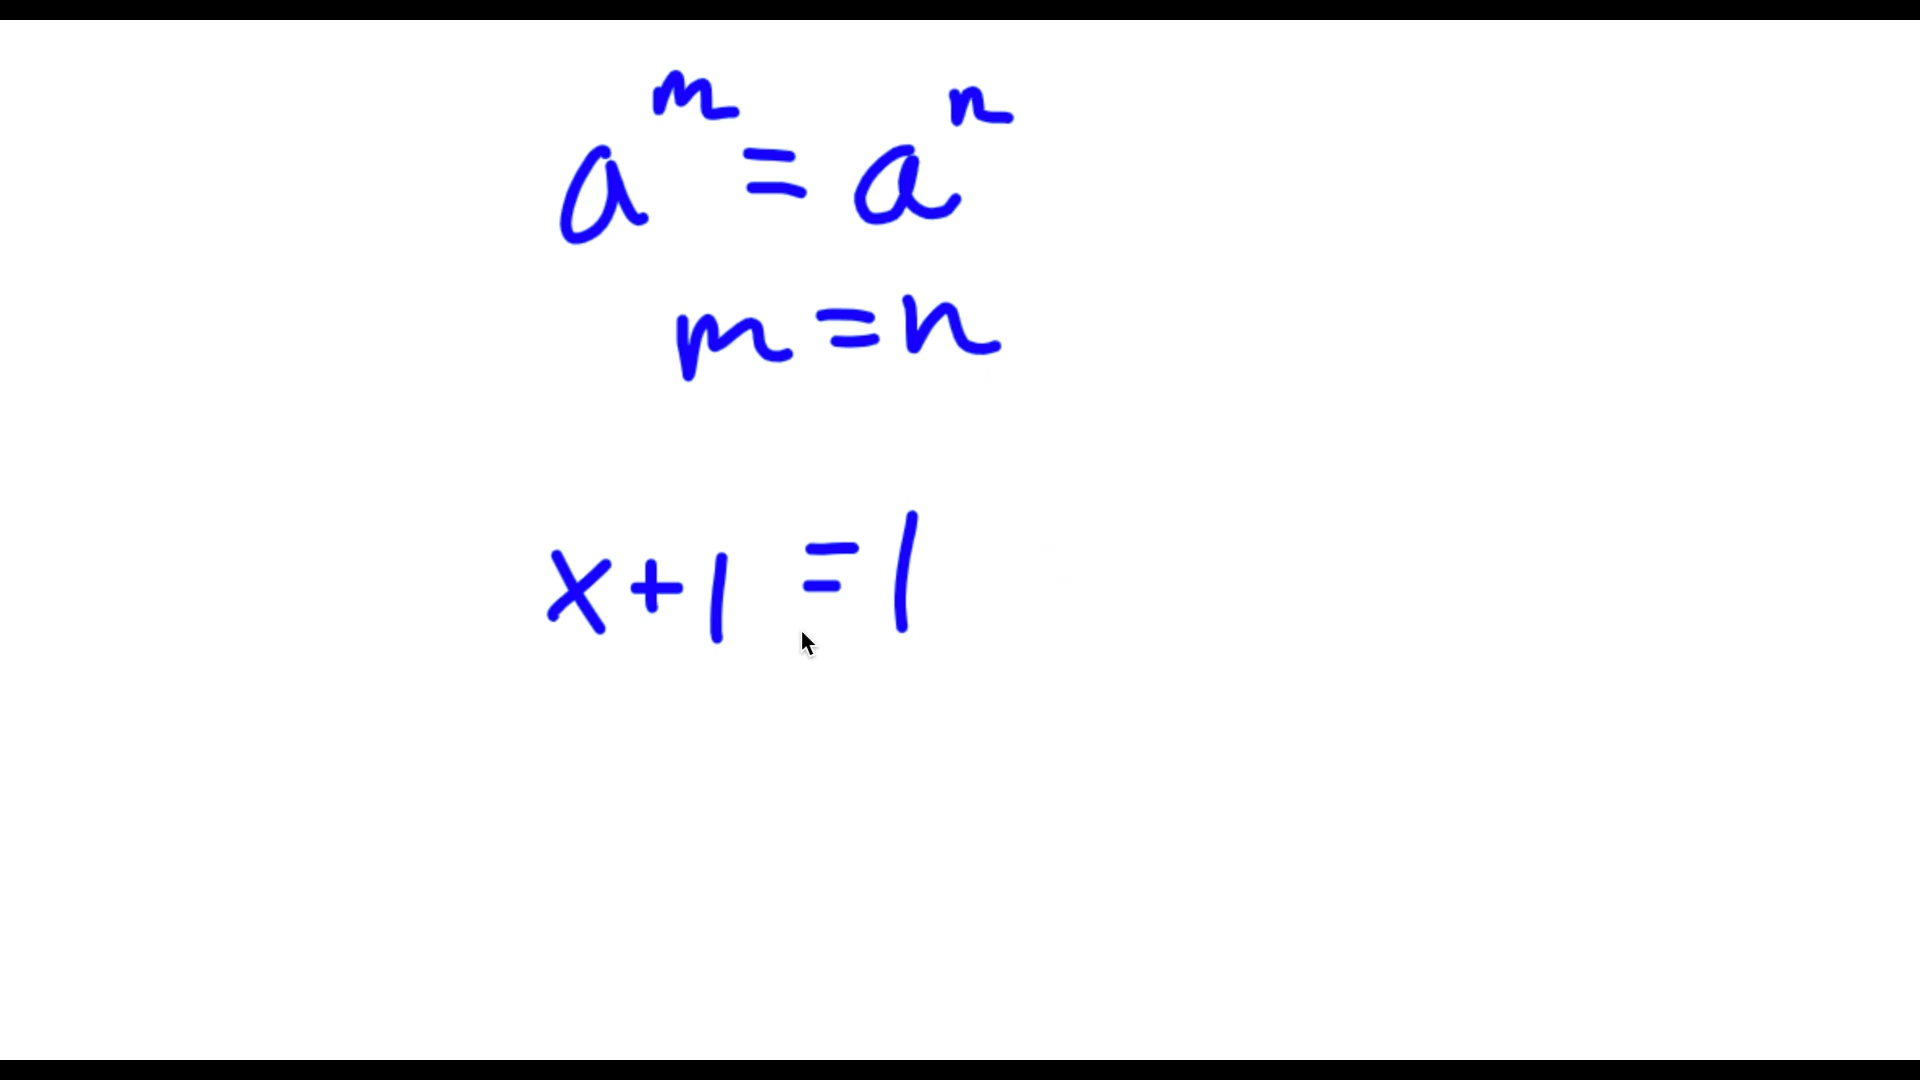 a^m = a^n
m = n
x + 1 = 1